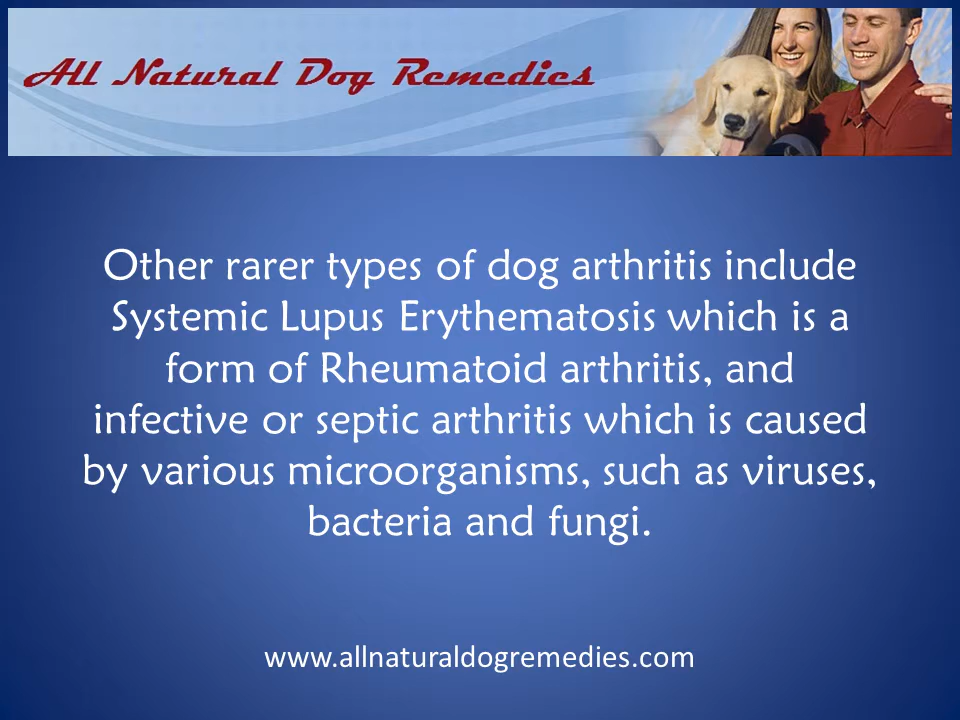 All Natural Dog Remedies
Other rarer types of dog arthritis include
Systemic Lupus Erythematosis which is a
form of Rheumatoid arthritis, and
infective or septic arthritis which is caused
by various microorganisms, such as viruses,
bacteria and fungi.
www.allnaturaldogremedies.com